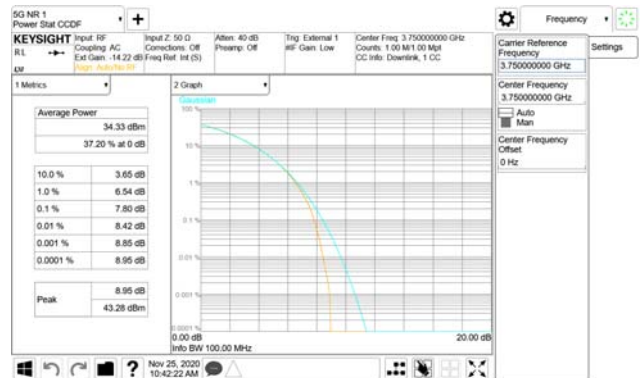 5G NR 1
Power Stat CCDF
Frequency
KEYSIGHT
RL
Input: RF
Coupling: AC
Ext Gain: -14.22 dB
Align: Auto/No RF
Input Z: 50 Ω
Corrections: Off
Freq Ref: Int (S)
Atten: 40 dB
Preamp: Off
Trig: External 1
#IF Gain: Low
Center Freq: 3.750000000 GHz
Counts: 1.00 M/1.00 Mpt
CC Info: Downlink, 1 CC
Carrier Reference
Frequency
3.750000000 GHz
Settings
Center Frequency
3.750000000 GHz
Auto
Man
Center Frequency
Offset
0 Hz
1 Metrics
Average Power
34.33 dBm
37.20 % at 0 dB
10.0 % 3.65 dB
1.0 % 6.54 dB
0.1 % 7.80 dB
0.01 % 8.42 dB
0.001 % 8.85 dB
0.0001 % 8.95 dB
Peak
8.95 dB
43.28 dBm
2 Graph
Gaussian
100 %
10 %
1 %
0.1 %
0.01 %
0.001 %
0.0001 %
0.00 dB
20.00 dB
Info BW 100.00 MHz
?
Nov 25, 2020
10:42:22 AM